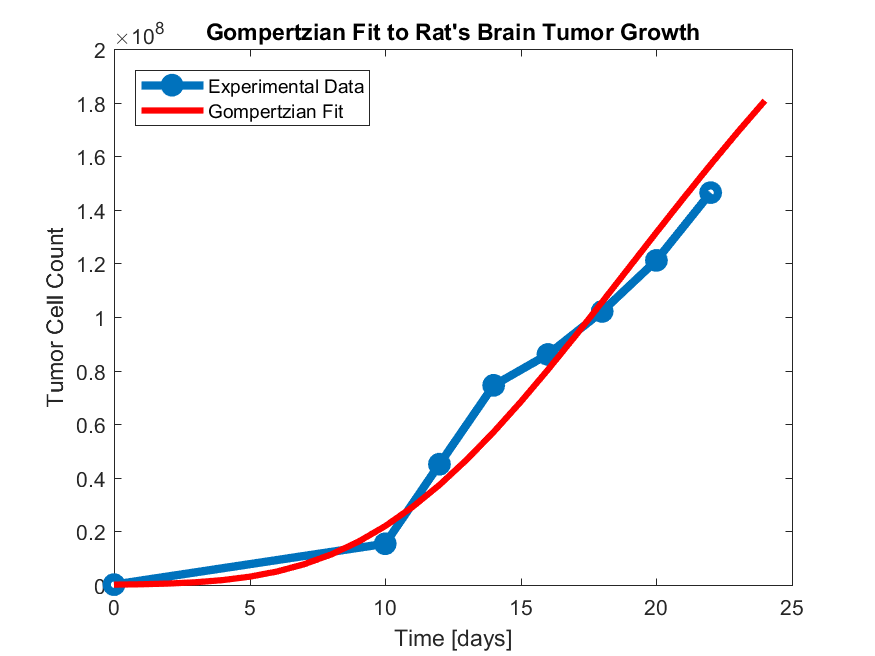 Gompertzian Fit to Rat's Brain Tumor Growth
×10⁸
Experimental Data
Gompertzian Fit
Tumor Cell Count
2
1.8
1.6
1.4
1.2
1
0.8
0.6
0.4
0.2
0
0 5 10 15 20 25
Time [days]